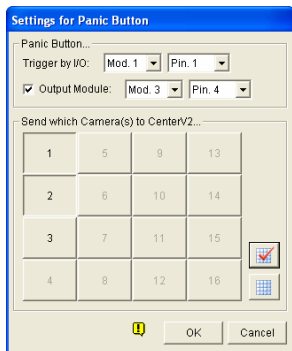 Settings for Panic Button
Panic Button...
Trigger by I/O: Mod. 1 Pin. 1
Output Module: Mod. 3 Pin. 4
Send which Camera(s) to CenterV2...
1 5 9 13
2 6 10 14
3 7 11 15
4 8 12 16
OK Cancel